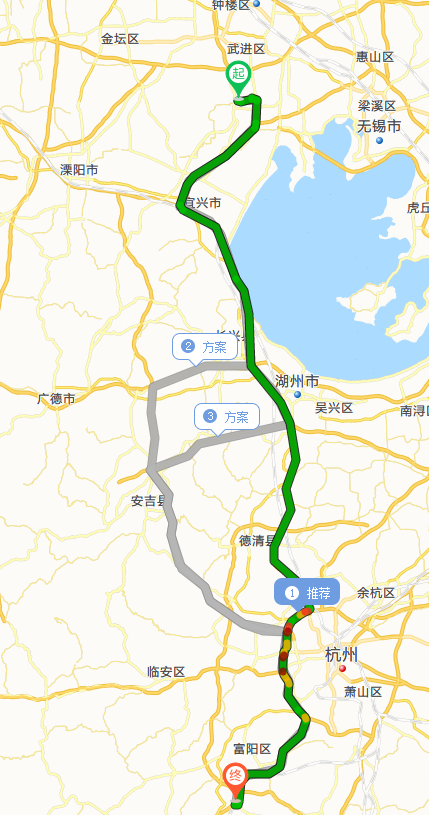 钟楼区
金坛区
武进区
惠山区
起
梁溪区
无锡市
溧阳市
宜兴市
虎丘
长兴县
2 方案
湖州市
广德市
3 方案
吴兴区
南浔区
安吉县
德清县
1 推荐
余杭区
杭州
临安区
萧山区
富阳区
终